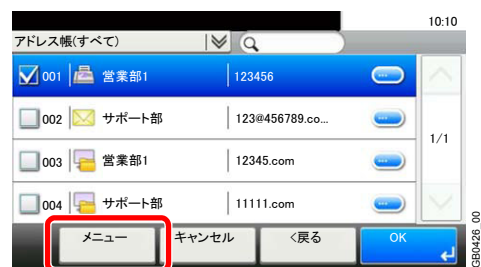 10:10
アドレス帳(すべて)
001 営業部1 123456
002 サポート部 123@456789.co...
1/1
003 営業部1 12345.com
004 サポート部 11111.com
メニュー キャンセル <戻る OK
GB0426_00